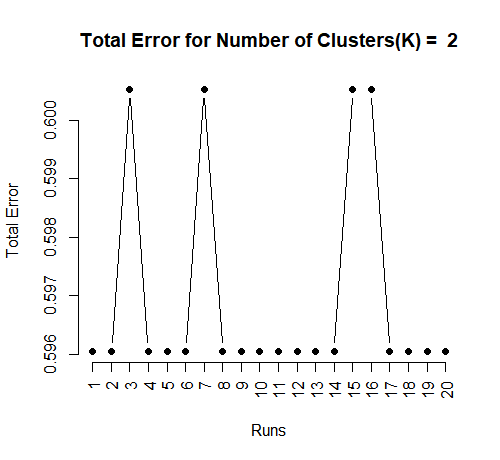 Total Error for Number of Clusters(K) = 2
Total Error
0.600
0.599
0.598
0.597
0.596
1 2 3 4 5 6 7 8 9 10 11 12 13 14 15 16 17 18 19 20
Runs